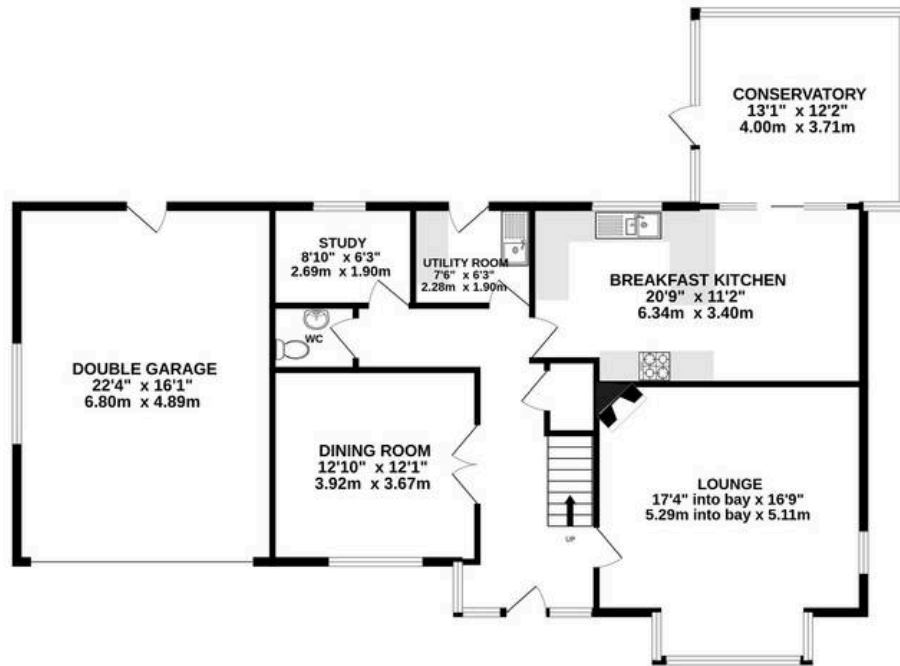 CONSERVATORY
13'1" x 12'2"
4.00m x 3.71m
STUDY
8'10" x 6'3"
2.69m x 1.90m
UTILITY ROOM
7'6" x 6'3"
2.28m x 1.90m
BREAKFAST KITCHEN
20'9" x 11'2"
6.34m x 3.40m
WC
DOUBLE GARAGE
22'4" x 16'1"
6.80m x 4.89m
DINING ROOM
12'10" x 12'1"
3.92m x 3.67m
LOUNGE
17'4" into bay x 16'9"
5.29m into bay x 5.11m
UP